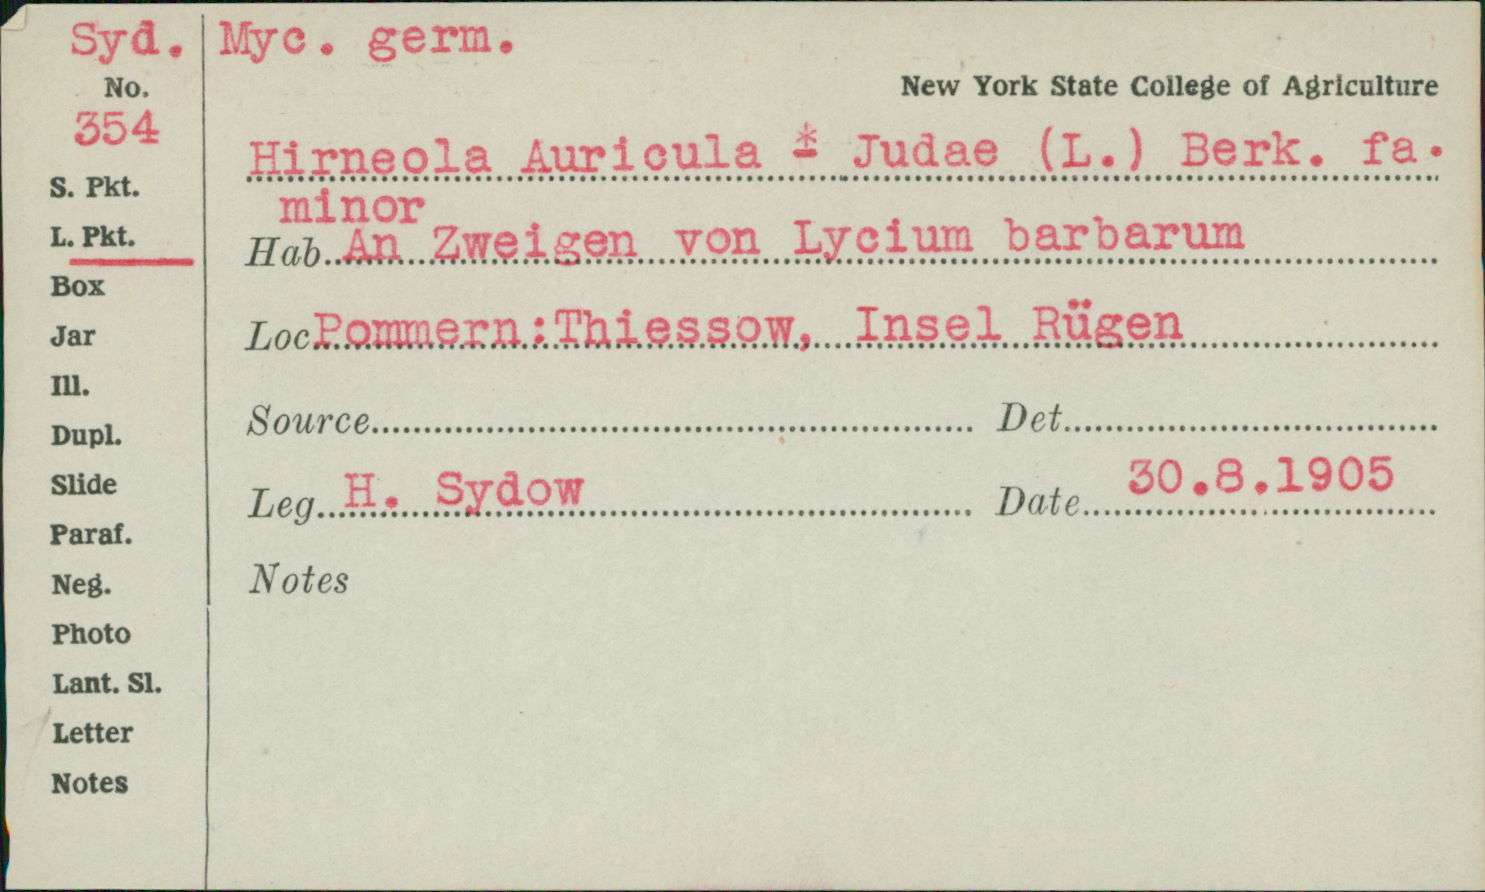 Syd. Myc. germ.
No.
New York State College of Agriculture
354
Hirneola Auricula - Judae (L.) Berk. fa.
minor
S. Pkt.
L. Pkt.
Hab. An Zweigen von Lycium barbarum
Box
Loc Pommern:Thiessow, Insel Rügen
Jar
Ill.
Source Det.
Dupl.
Slide
Leg. H. Sydow Date 30.8.1905
Paraf.
Neg.
Notes
Photo
Lant. Sl.
Letter
Notes